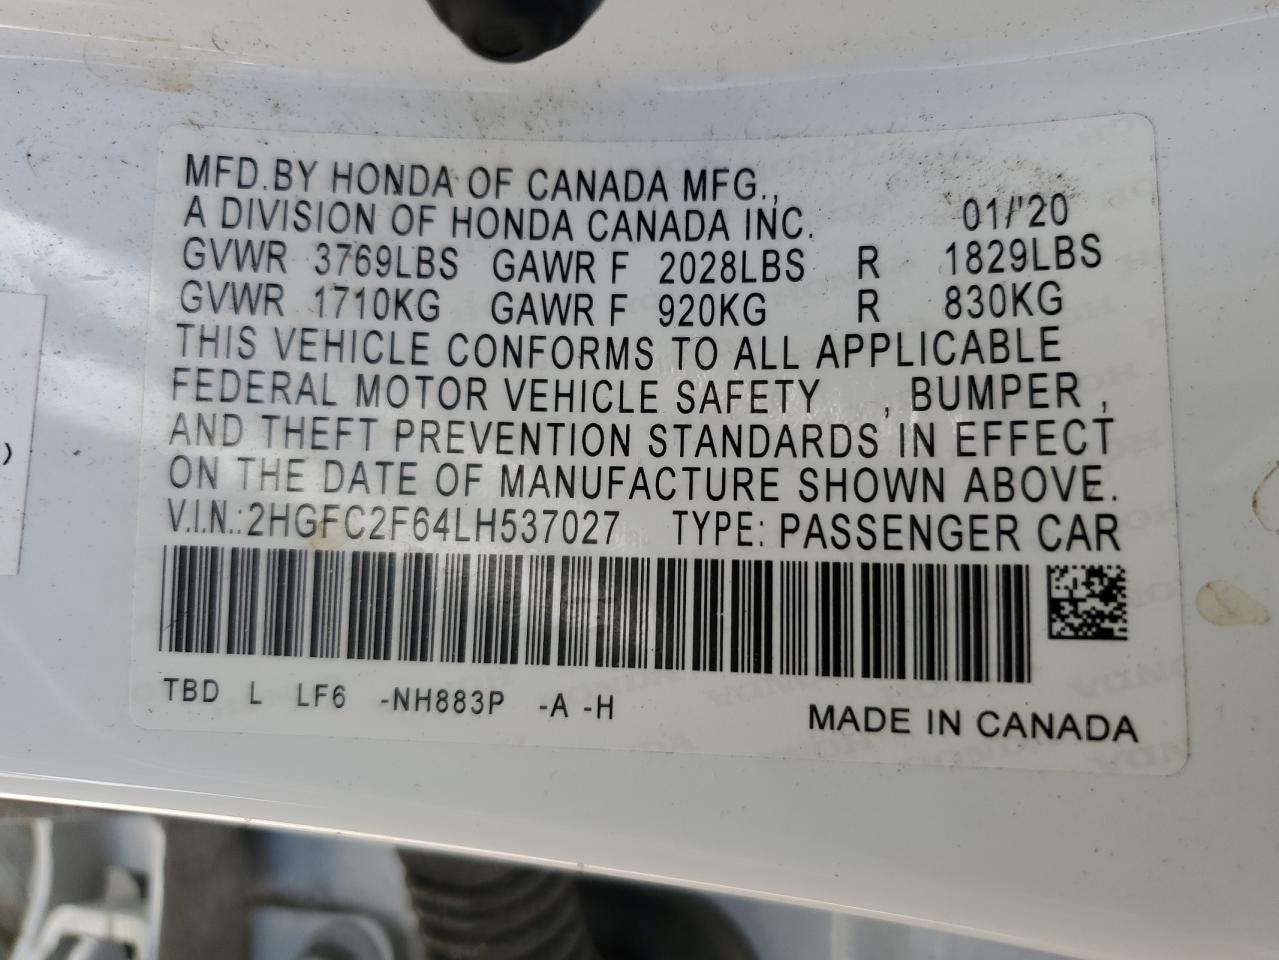 MFD.BY HONDA OF CANADA MFG.,
A DIVISION OF HONDA CANADA INC. 01/'20
GVWR 3769LBS GAWR F 2028LBS R 1829LBS
GVWR 1710KG GAWR F 920KG R 830KG
THIS VEHICLE CONFORMS TO ALL APPLICABLE
FEDERAL MOTOR VEHICLE SAFETY , BUMPER ,
AND THEFT PREVENTION STANDARDS IN EFFECT
ON THE DATE OF MANUFACTURE SHOWN ABOVE.
V.I.N.:2HGFC2F64LH537027 TYPE: PASSENGER CAR
TBD L LF6 -NH883P -A -H
MADE IN CANADA
)